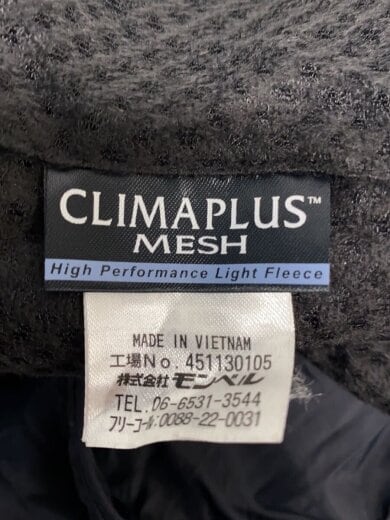 CLIMAPLUS™
MESH
High Performance Light Fleece
MADE IN VIETNAM
工場No. 451130105
株式会社 モンベル
TEL. 06-6531-3544
フリーコール: 0088-22-0031